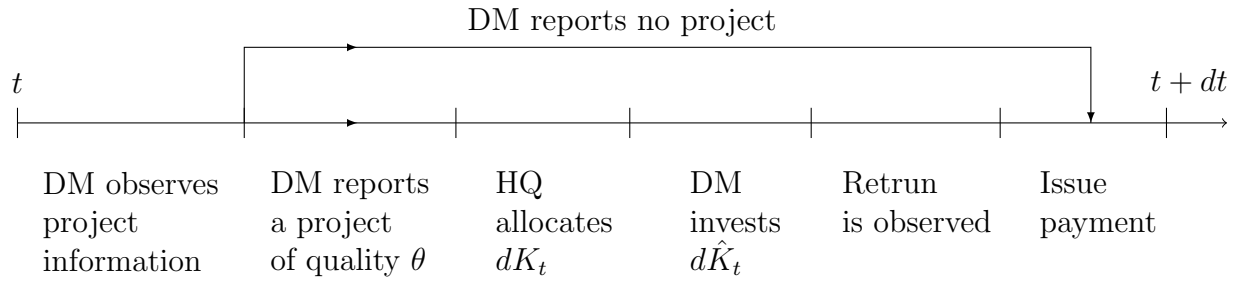 DM reports no project
t
t + dt
DM observes
project
information
DM reports
a project
of quality θ
HQ
allocates
dK_t
DM
invests
dK̂_t
Retrun
is observed
Issue
payment